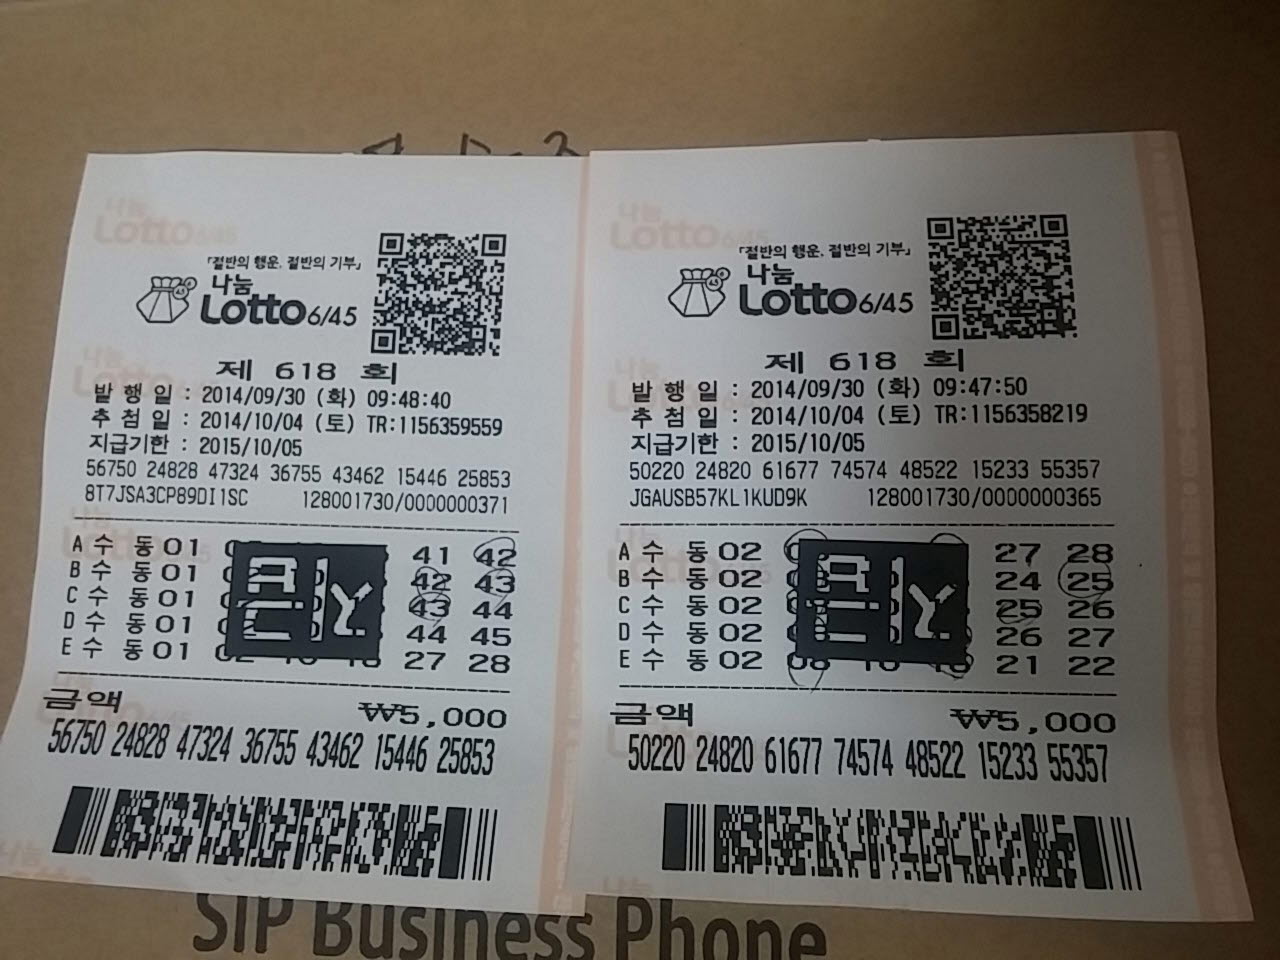 「절반의 행운, 절반의 기부」
나눔
Lotto 6/45
제 618 회
발 행 일 : 2014/09/30 (화) 09:48:40
추 첨 일 : 2014/10/04 (토) TR:1156359559
지급기한 : 2015/10/05
56750 24828 47324 36755 43462 15446 25853
8T7JSA3CP89DI1SC 128001730/0000000371
A 수 동 01 41 42
B 수 동 01 42 43
C 수 동 01 43 44
D 수 동 01 44 45
E 수 동 01 27 28
금액 ₩5,000
56750 24828 47324 36755 43462 15446 25853
「절반의 행운, 절반의 기부」
나눔
Lotto 6/45
제 618 회
발 행 일 : 2014/09/30 (화) 09:47:50
추 첨 일 : 2014/10/04 (토) TR:1156358219
지급기한 : 2015/10/05
50220 24820 61677 74574 48522 15233 55357
JGAUSB57KL1KUD9K 128001730/0000000365
A 수 동 02 27 28
B 수 동 02 24 25
C 수 동 02 25 26
D 수 동 02 26 27
E 수 동 02 08 21 22
금액 ₩5,000
50220 24820 61677 74574 48522 15233 55357
SIP Business Phone